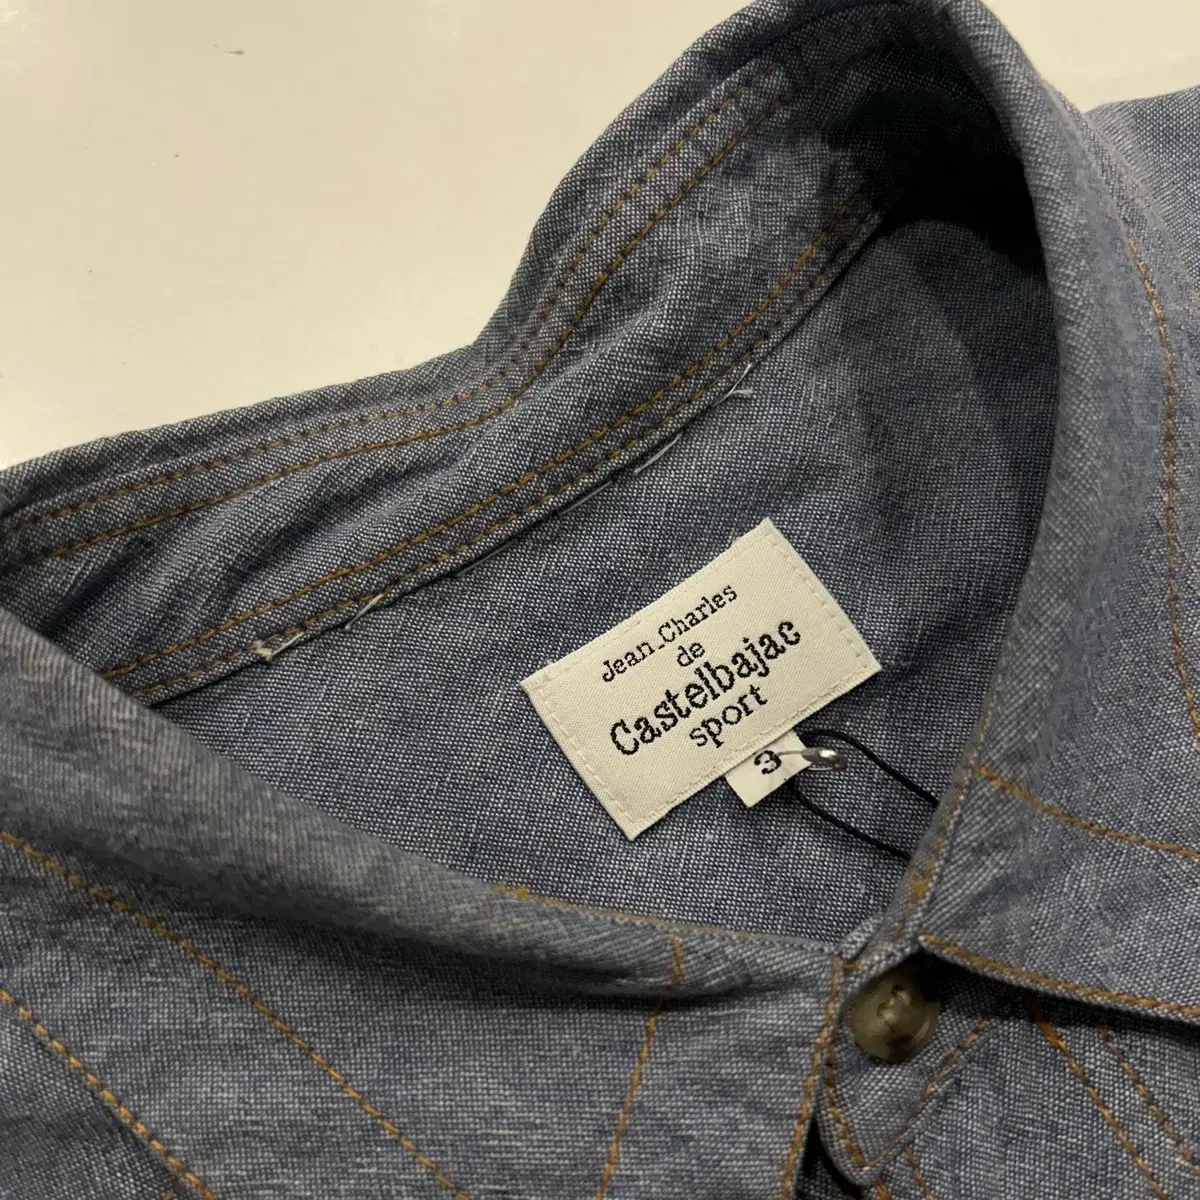 Jean_Charles
de
Castelbajac
sport
3